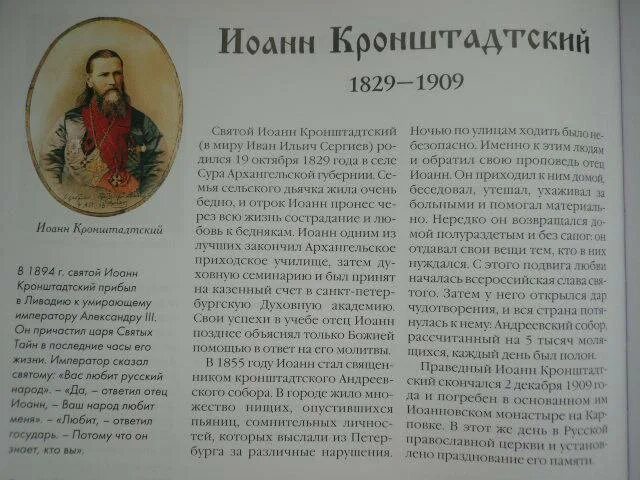 Иоанн Кронштадтский
1829—1909
Иоанн Кронштадтский
В 1894 г. святой Иоанн
Кронштадтский прибыл
в Ливадию к умирающему
императору Александру III.
Он причастил царя Святых
Тайн в последние часы его
жизни. Император сказал
святому: «Вас любит русский
народ». – «Да, – ответил отец
Иоанн, – Ваш народ любит
меня». – «Любит, – ответил
государь. – Потому что он
знает, кто вы».
Святой Иоанн Кронштадтский
(в миру Иван Ильич Сергиев) ро-
дился 19 октября 1829 года в селе
Сура Архангельской губернии. Се-
мья сельского дьячка жила очень
бедно, и отрок Иоанн пронес че-
рез всю жизнь сострадание и лю-
бовь к беднякам. Иоанн одним из
лучших закончил Архангельское
приходское училище, затем ду-
ховную семинарию и был принят
на казенный счет в санкт-петер-
бургскую Духовную академию.
Свои успехи в учебе отец Иоанн
позднее объяснял только Божией
помощью в ответ на его молитвы.
В 1855 году Иоанн стал священ-
ником кронштадтского Андреев-
ского собора. В городе жило мно-
жество нищих, опустившихся
пьяниц, сомнительных личнос-
тей, которых выслали из Петер-
бурга за различные нарушения.
Ночью по улицам ходить было не-
безопасно. Именно к этим людям
и обратил свою проповедь отец
Иоанн. Он приходил к ним домой,
беседовал, утешал, ухаживал за
больными и помогал материаль-
но. Нередко он возвращался до-
мой полураздетым и без сапог: он
отдавал свои вещи тем, кто в них
нуждался. С этого подвига любви
началась всероссийская слава свя-
того. Затем у него открылся дар
чудотворения, и вся страна потя-
нулась к нему. Андреевский собор,
рассчитанный на 5 тысяч моля-
щихся, каждый день был полон.
Праведный Иоанн Кронштадт-
ский скончался 2 декабря 1909 го-
да и погребен в основанном им
Иоанновском монастыре на Кар-
повке. В этот же день в Русской
православной церкви и установ-
лено празднование его памяти.